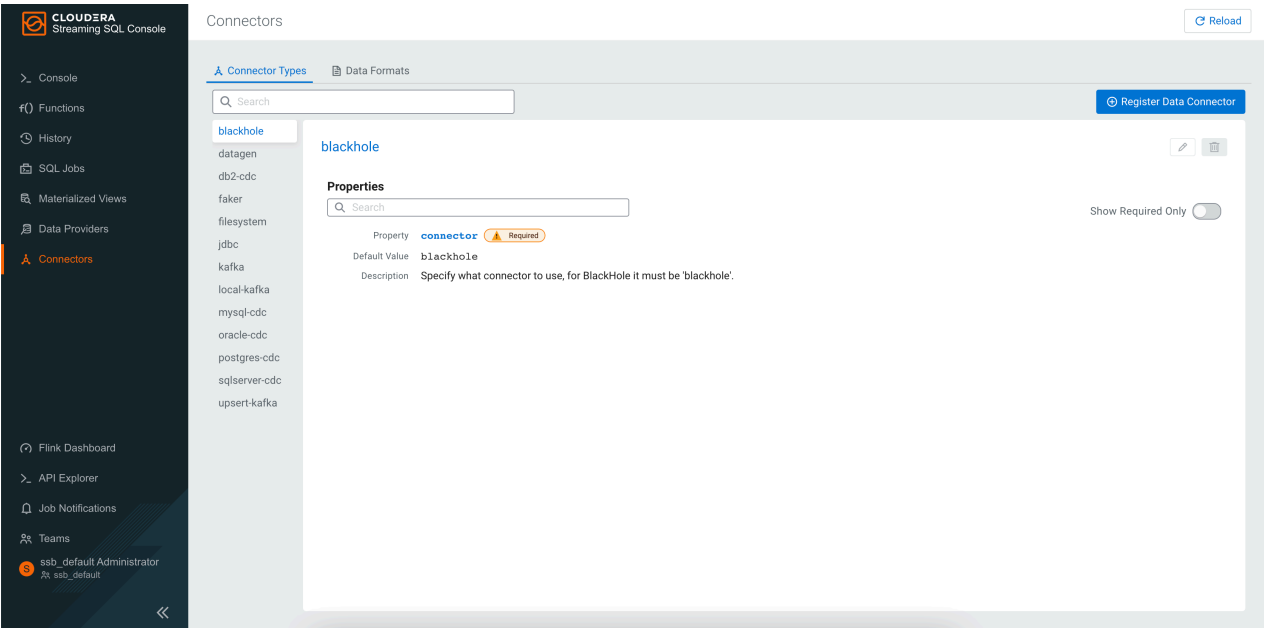 CLOUDERA
Streaming SQL Console
Console
f() Functions
History
SQL Jobs
Materialized Views
Data Providers
Connectors
Flink Dashboard
API Explorer
Job Notifications
Teams
S
ssb_default Administrator
ssb_default
Connectors
Reload
Connector Types
Data Formats
Search
Register Data Connector
blackhole
datagen
db2-cdc
faker
filesystem
jdbc
kafka
local-kafka
mysql-cdc
oracle-cdc
postgres-cdc
sqlserver-cdc
upsert-kafka
blackhole
Properties
Search
Show Required Only
Property connector Required
Default Value blackhole
Description Specify what connector to use, for BlackHole it must be 'blackhole'.